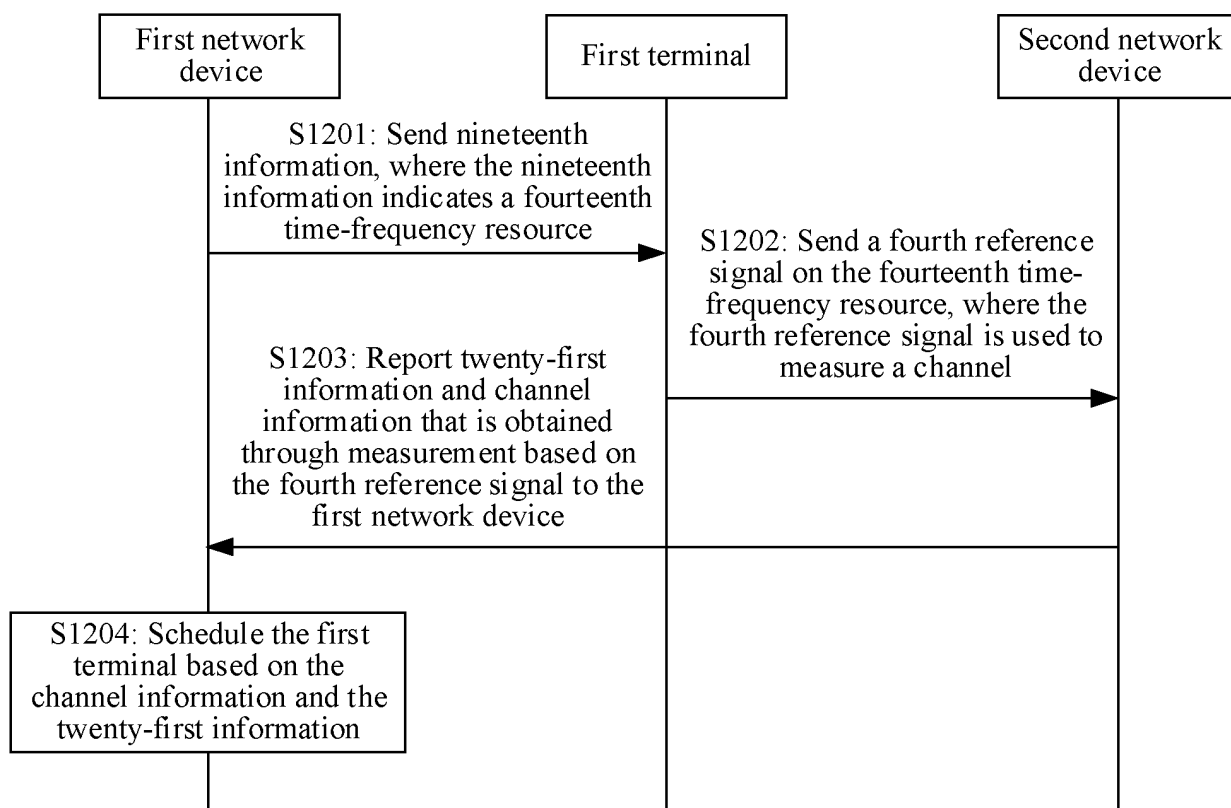 First network
device
First terminal
Second network
device
S1201: Send nineteenth
information, where the nineteenth
information indicates a fourteenth
time-frequency resource
S1202: Send a fourth reference
signal on the fourteenth time-
frequency resource, where the
fourth reference signal is used to
measure a channel
S1203: Report twenty-first
information and channel
information that is obtained
through measurement based on
the fourth reference signal to the
first network device
S1204: Schedule the first
terminal based on the
channel information and the
twenty-first information